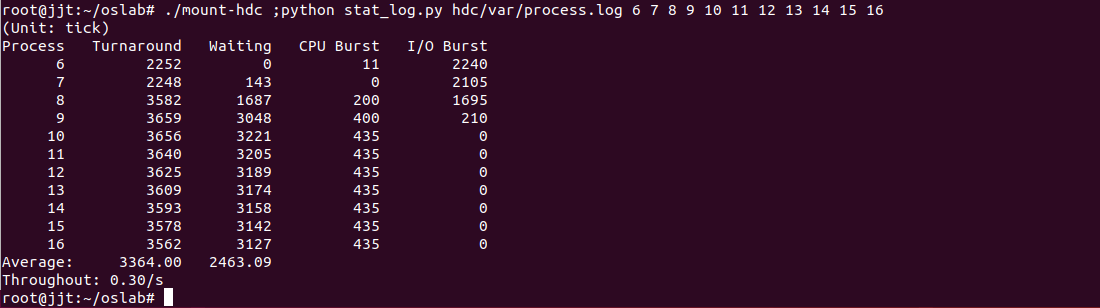 root@jjt:~/oslab# ./mount-hdc ;python stat_log.py hdc/var/process.log 6 7 8 9 10 11 12 13 14 15 16
(Unit: tick)
Process   Turnaround   Waiting   CPU Burst   I/O Burst
      6         2252         0          11        2240
      7         2248       143           0        2105
      8         3582      1687         200        1695
      9         3659      3048         400         210
     10         3656      3221         435           0
     11         3640      3205         435           0
     12         3625      3189         435           0
     13         3609      3174         435           0
     14         3593      3158         435           0
     15         3578      3142         435           0
     16         3562      3127         435           0
Average:     3364.00   2463.09
Throughout: 0.30/s
root@jjt:~/oslab#